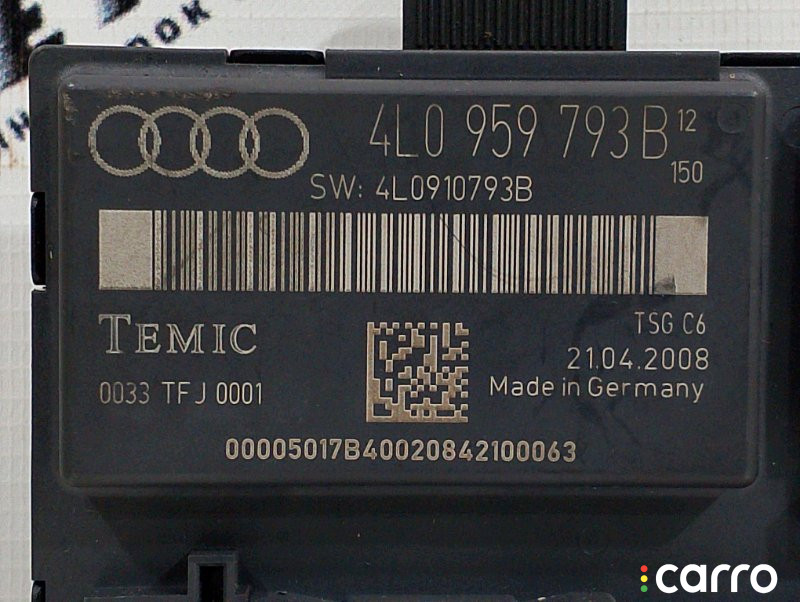 4L0 959 793B 12
150
SW: 4L0910793B
TEMIC
TSG C6
21.04.2008
0033 TFJ 0001
Made in Germany
00005017B40020842100063
carro